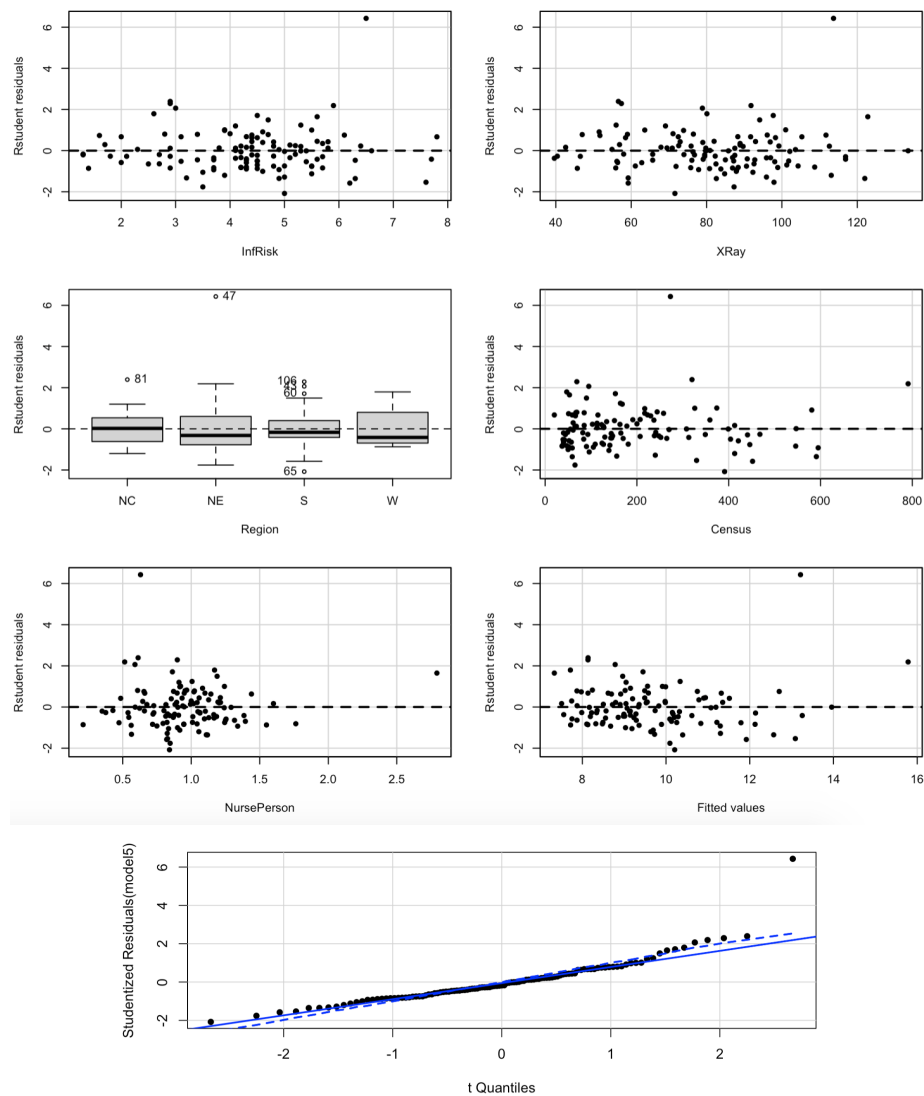 Rstudent residuals
6
4
2
0
-2
2 3 4 5 6 7 8
InfRisk
Rstudent residuals
6
4
2
0
-2
40 60 80 100 120
XRay
Rstudent residuals
6
4
2
0
-2
47
81
106
60
65
NC NE S W
Region
Rstudent residuals
6
4
2
0
-2
0 200 400 600 800
Census
Rstudent residuals
6
4
2
0
-2
0.5 1.0 1.5 2.0 2.5
NursePerson
Rstudent residuals
6
4
2
0
-2
8 10 12 14 16
Fitted values
Studentized Residuals(model5)
6
4
2
0
-2
-2 -1 0 1 2
t Quantiles